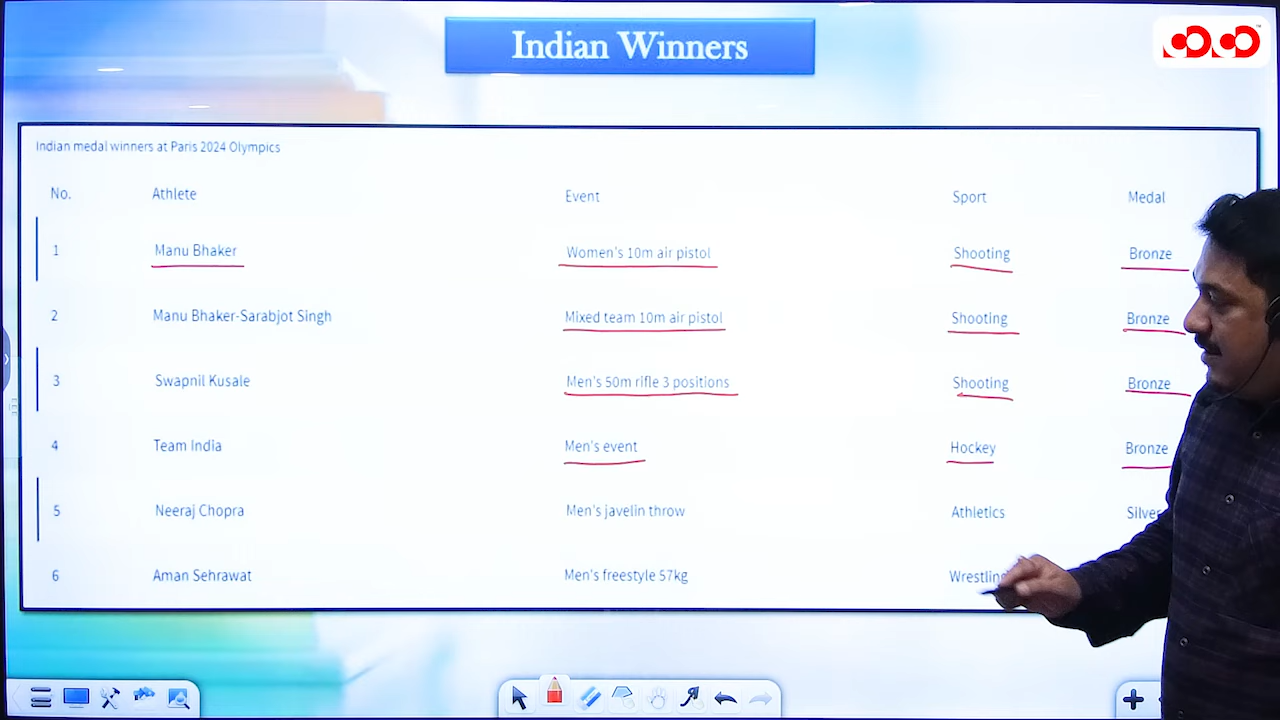 Indian Winners
Indian medal winners at Paris 2024 Olympics
No. Athlete Event Sport Medal
1 Manu Bhaker Women's 10m air pistol Shooting Bronze
2 Manu Bhaker-Sarabjot Singh Mixed team 10m air pistol Shooting Bronze
3 Swapnil Kusale Men's 50m rifle 3 positions Shooting Bronze
4 Team India Men's event Hockey Bronze
5 Neeraj Chopra Men's javelin throw Athletics Silver
6 Aman Sehrawat Men's freestyle 57kg Wrestling